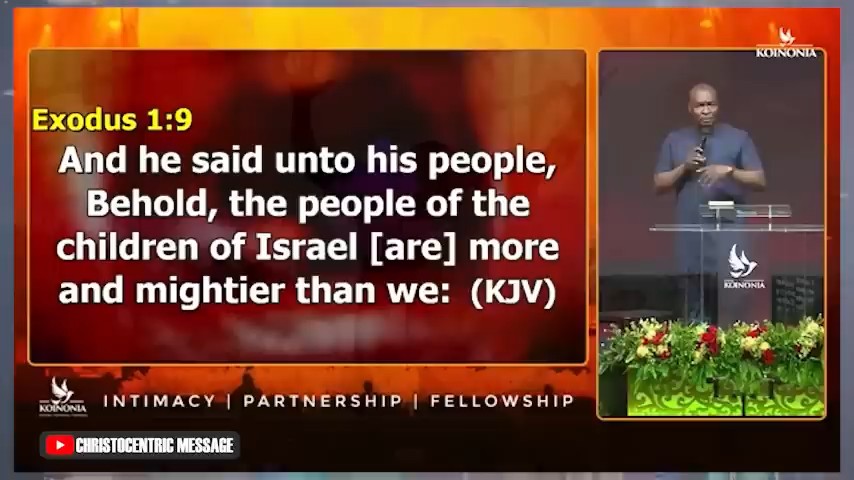 KOINONIA
Exodus 1:9
And he said unto his people,
Behold, the people of the
children of Israel [are] more
and mightier than we: (KJV)
KOINONIA
KOINONIA
INTIMACY | PARTNERSHIP | FELLOWSHIP
CHRISTOCENTRIC MESSAGE